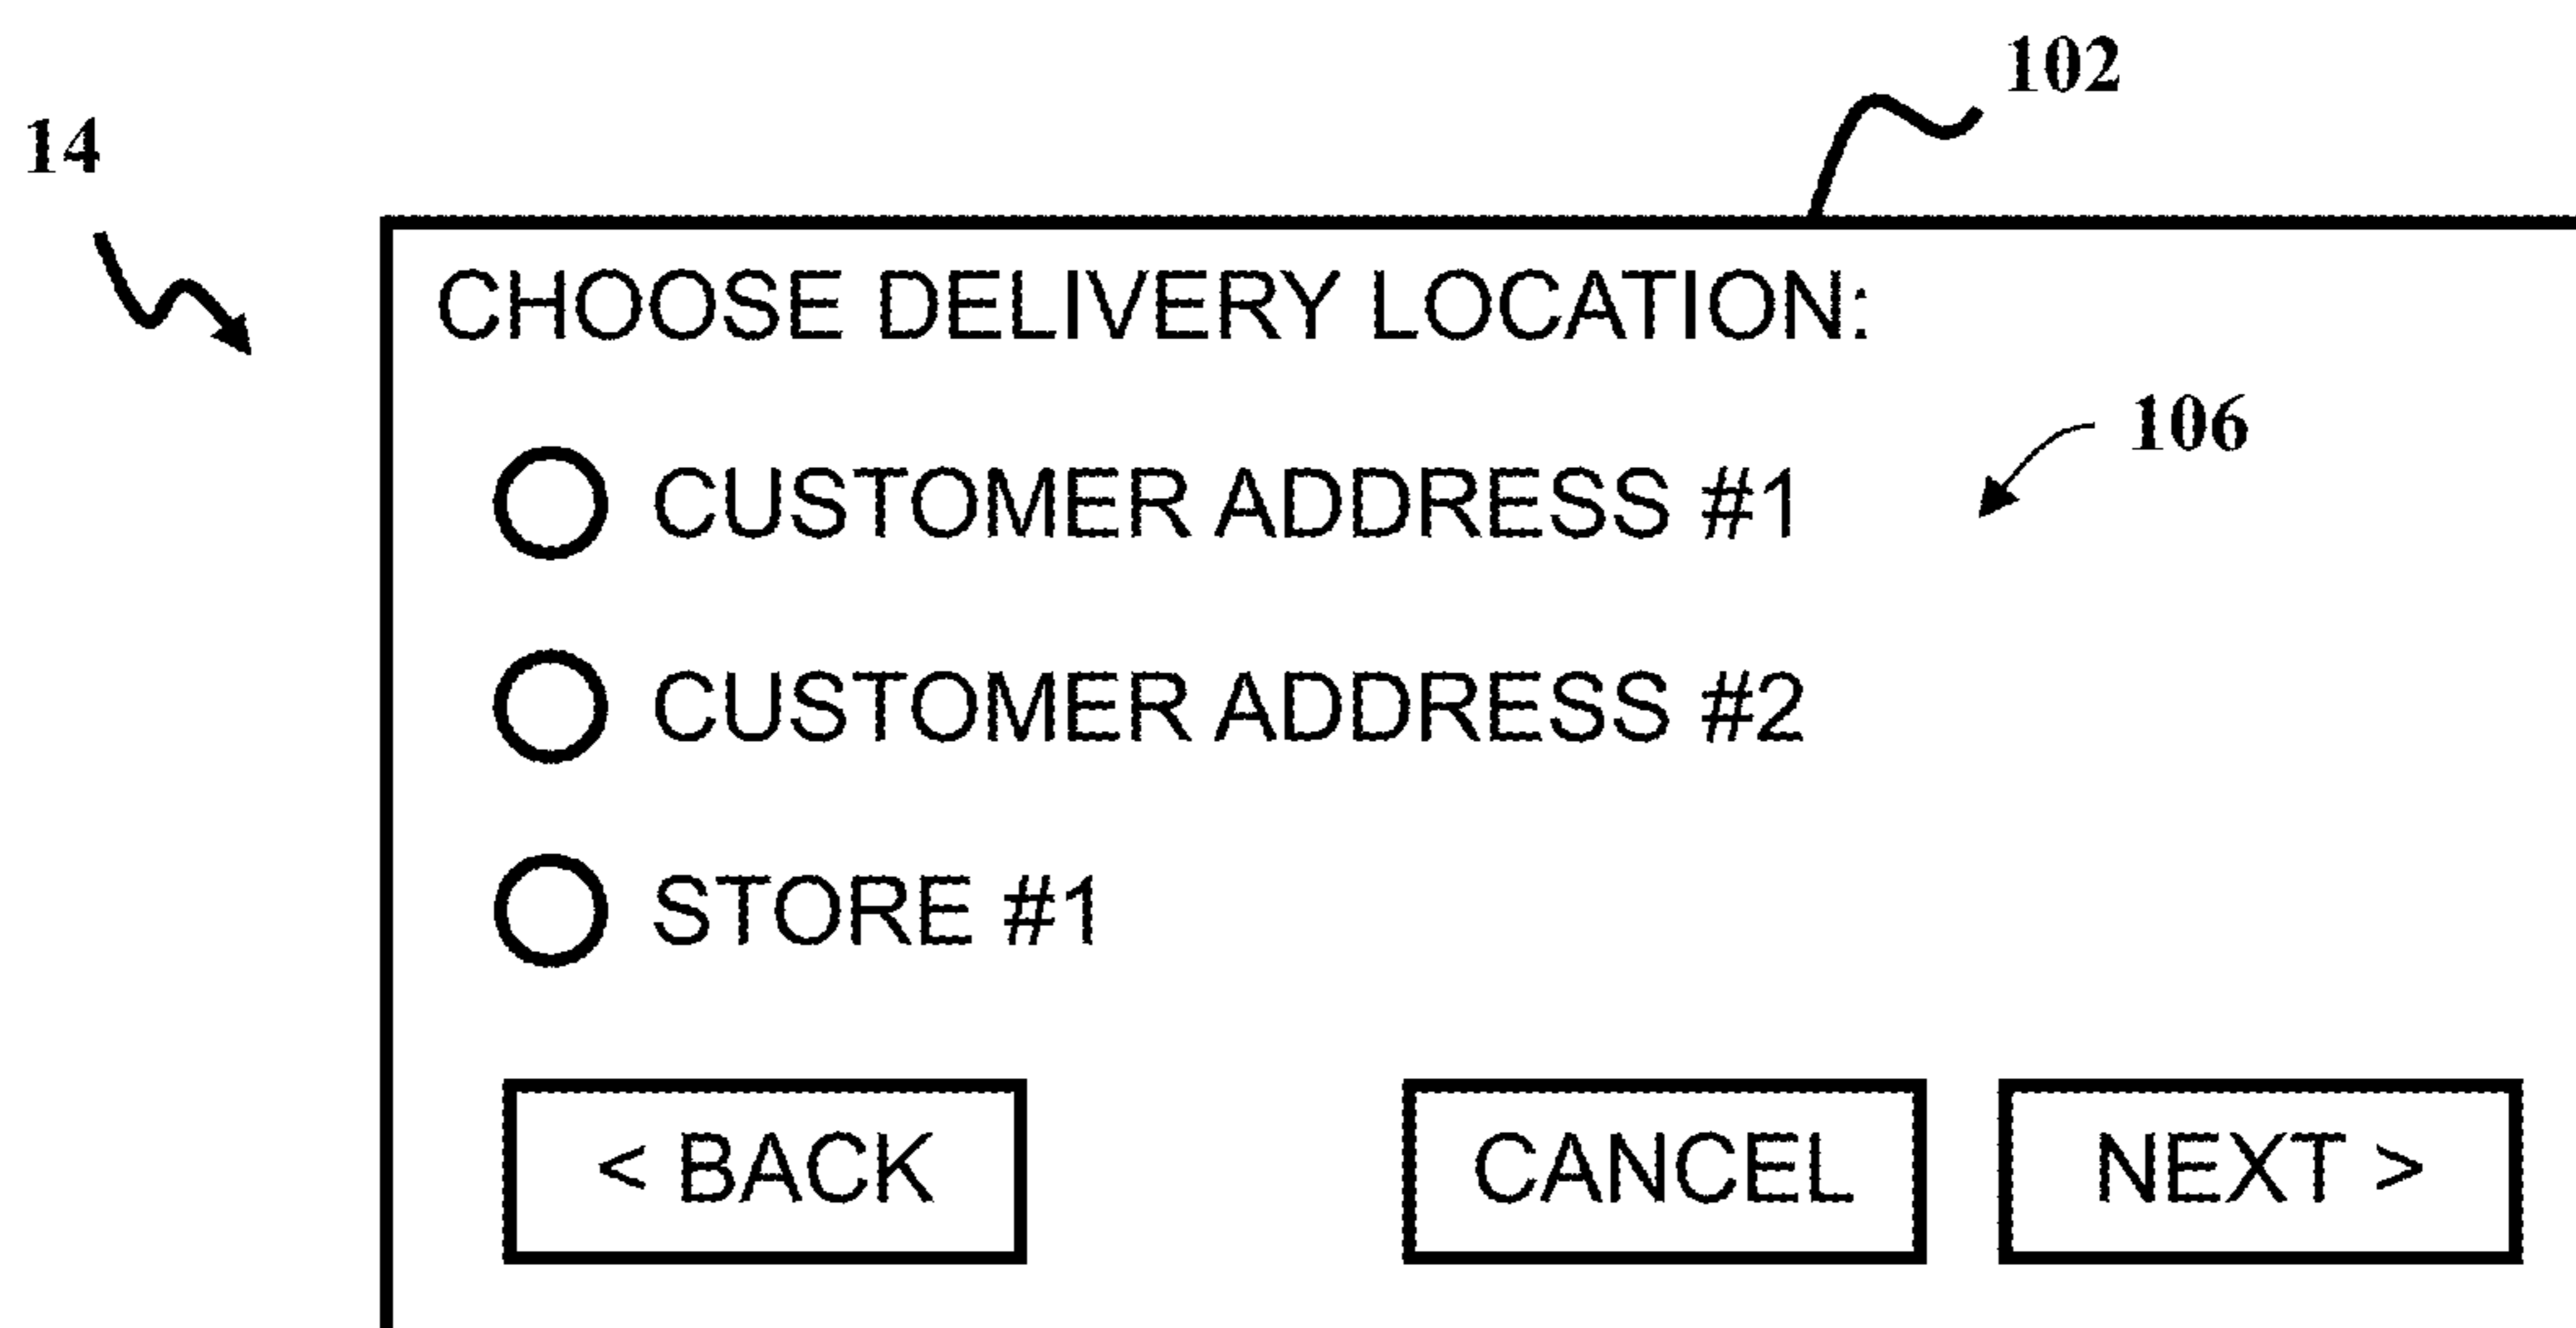 102
14
CHOOSE DELIVERY LOCATION:
106
CUSTOMER ADDRESS #1
CUSTOMER ADDRESS #2
STORE #1
< BACK
CANCEL
NEXT >